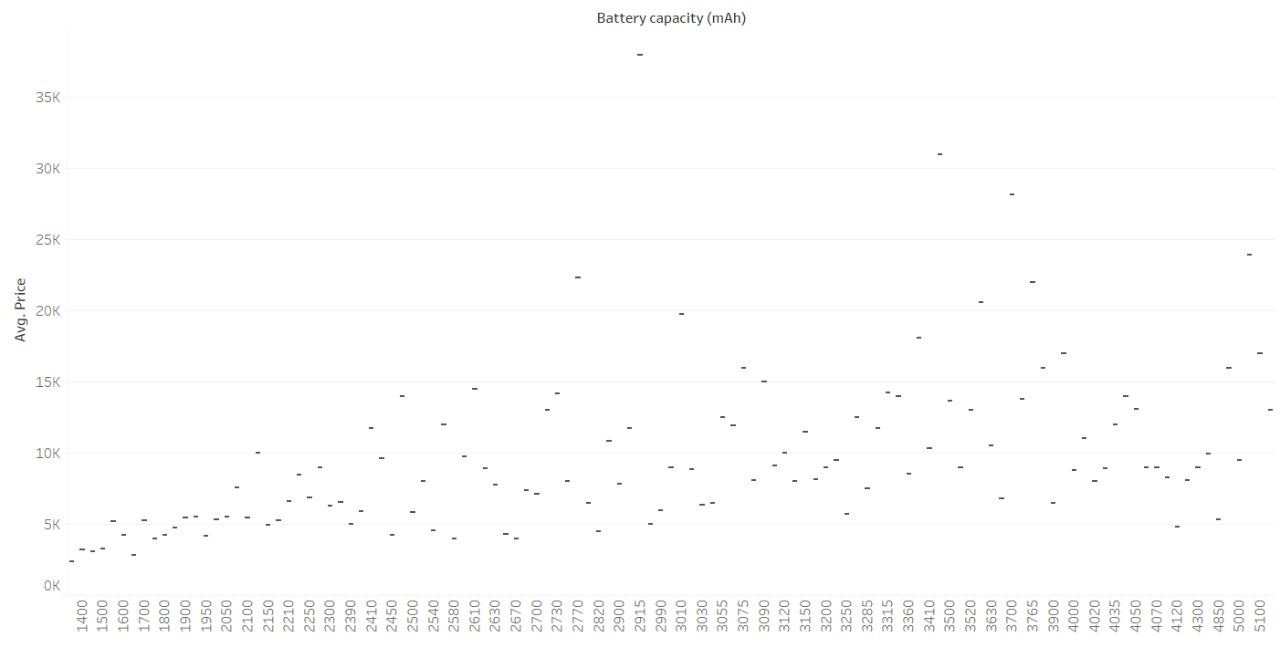 Battery capacity (mAh)
35K
30K
25K
20K
15K
10K
5K
0K
Avg. Price
1400 1500 1600 1700 1800 1900 1950 2050 2100 2150 2210 2250 2300 2390 2410 2450 2500 2540 2580 2610 2630 2670 2700 2730 2770 2820 2900 2915 2990 3010 3030 3055 3075 3090 3120 3150 3200 3250 3285 3315 3360 3410 3500 3520 3630 3700 3765 3900 4000 4020 4035 4050 4070 4120 4300 4850 5000 5100